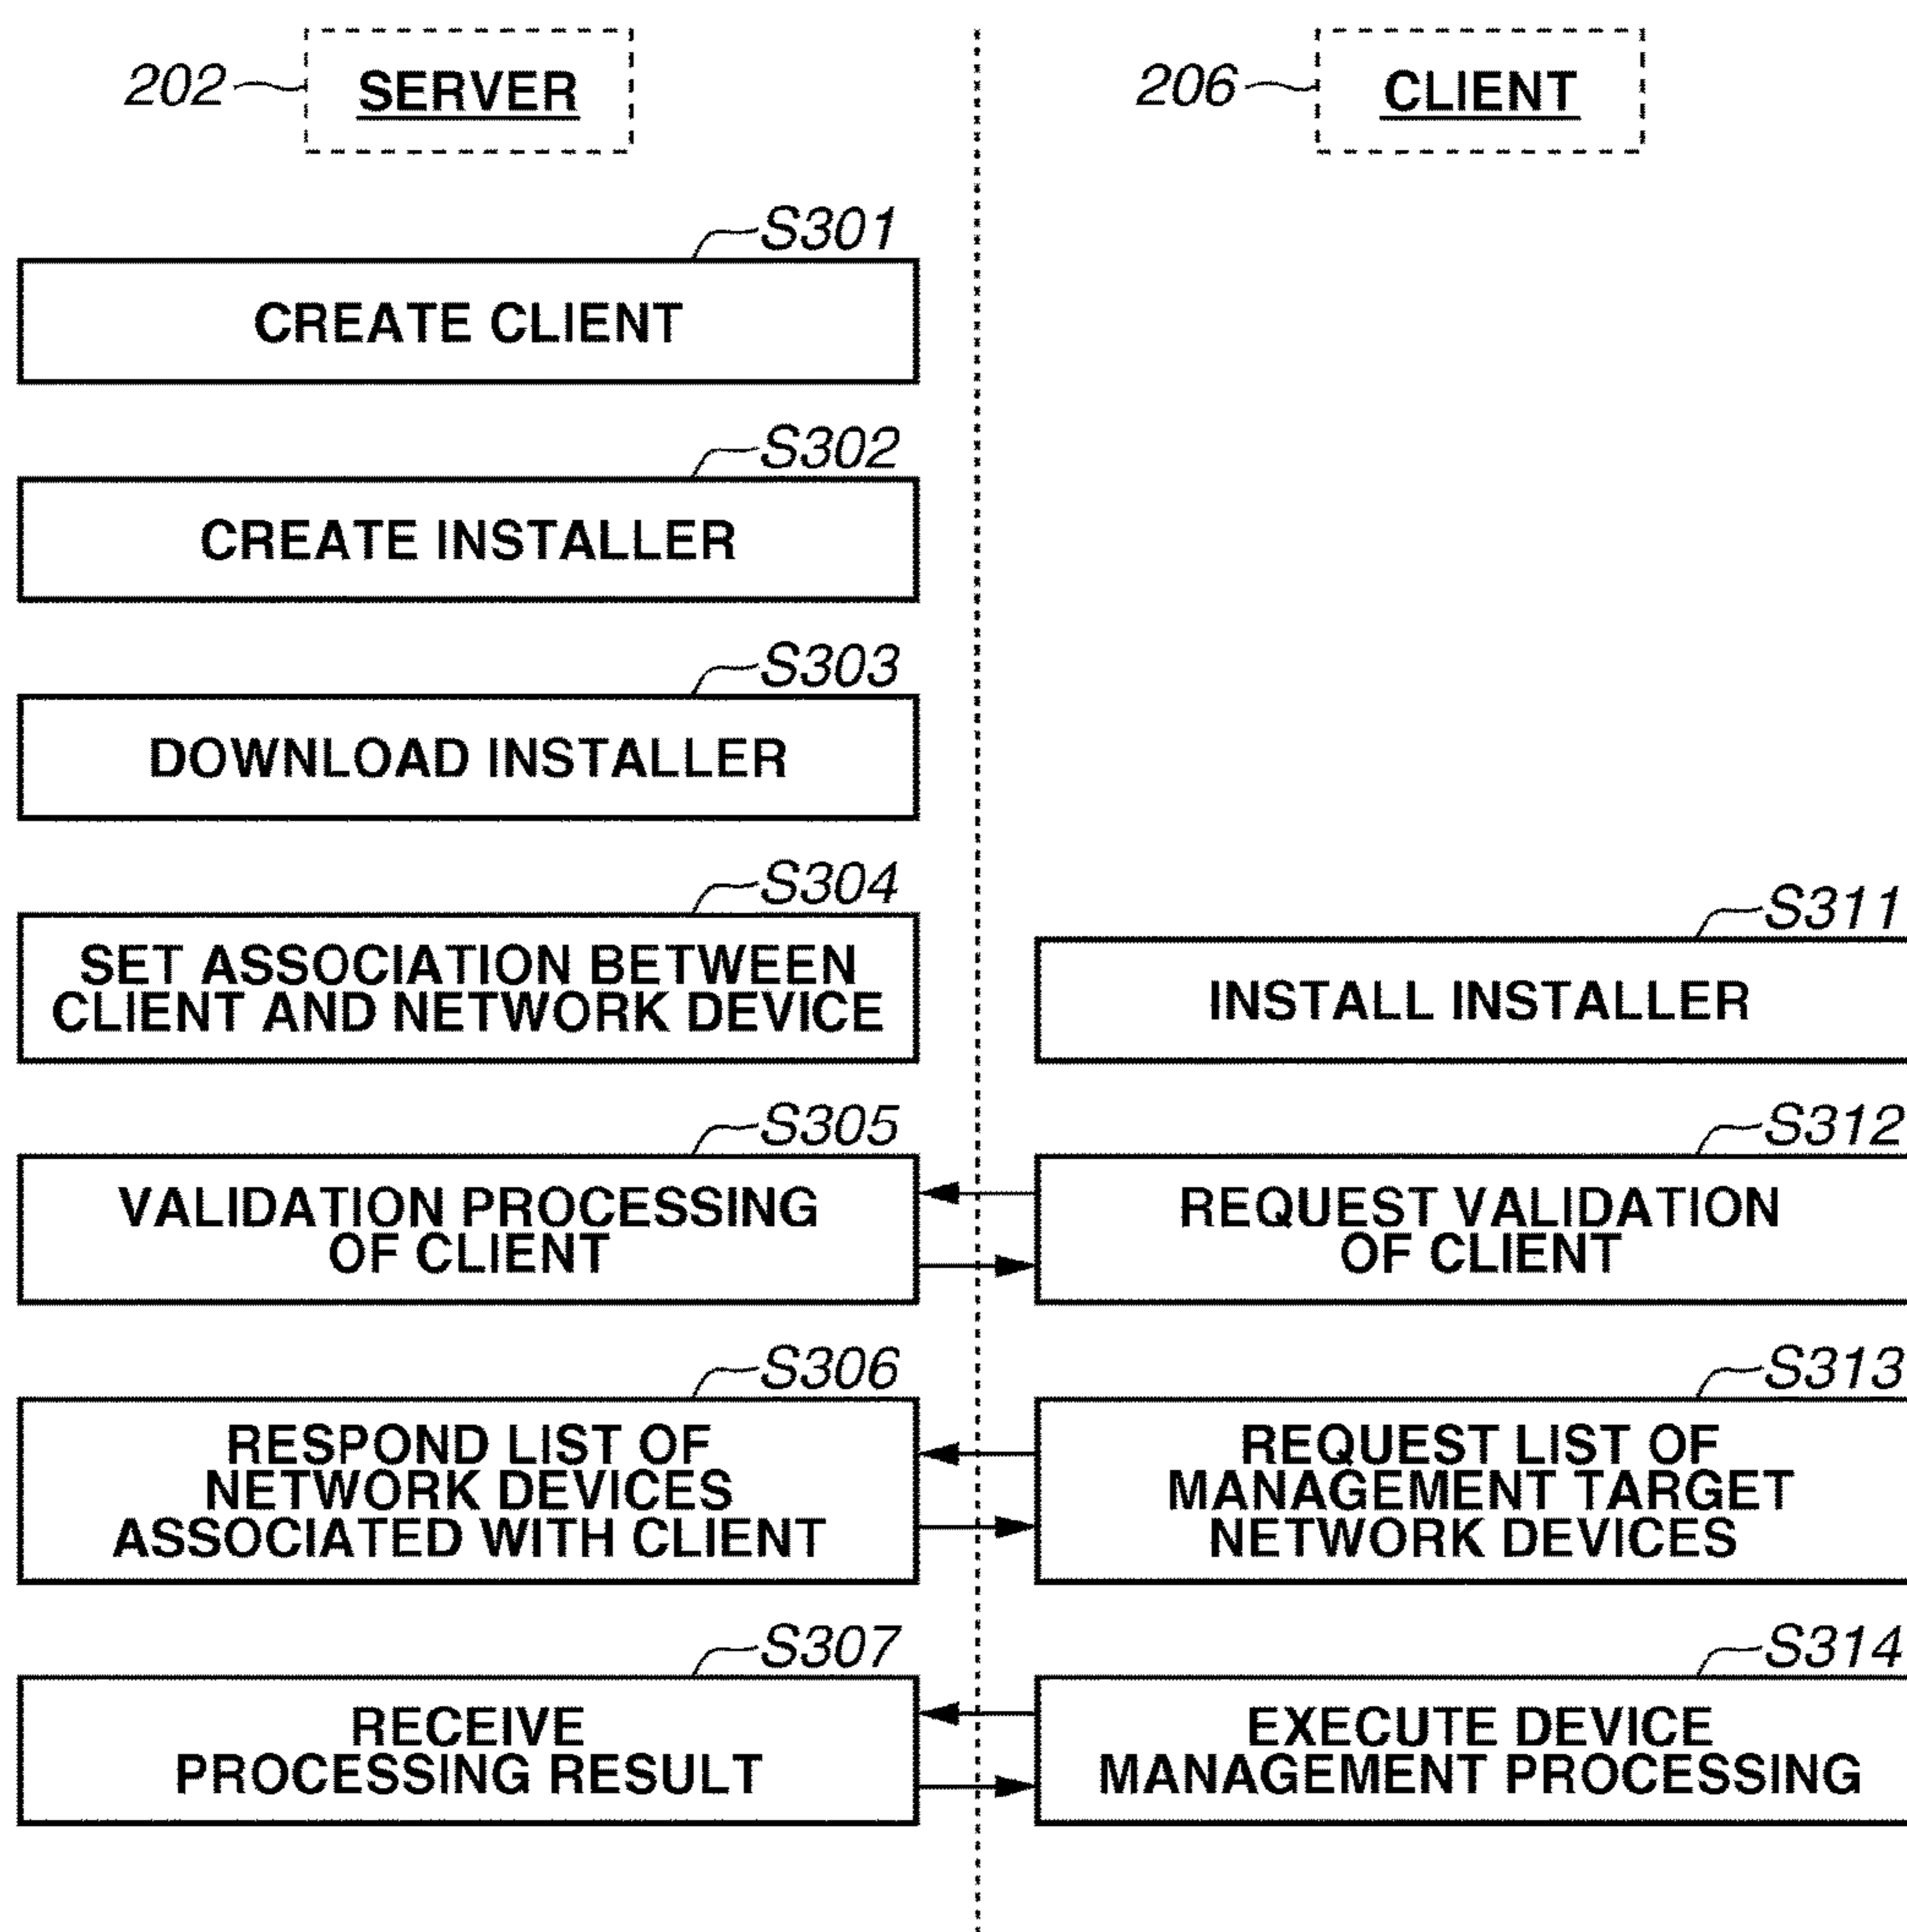 202
SERVER
206
CLIENT
S301
CREATE CLIENT
S302
CREATE INSTALLER
S303
DOWNLOAD INSTALLER
S304
SET ASSOCIATION BETWEEN
CLIENT AND NETWORK DEVICE
S311
INSTALL INSTALLER
S305
VALIDATION PROCESSING
OF CLIENT
S312
REQUEST VALIDATION
OF CLIENT
S306
RESPOND LIST OF
NETWORK DEVICES
ASSOCIATED WITH CLIENT
S313
REQUEST LIST OF
MANAGEMENT TARGET
NETWORK DEVICES
S307
RECEIVE
PROCESSING RESULT
S314
EXECUTE DEVICE
MANAGEMENT PROCESSING